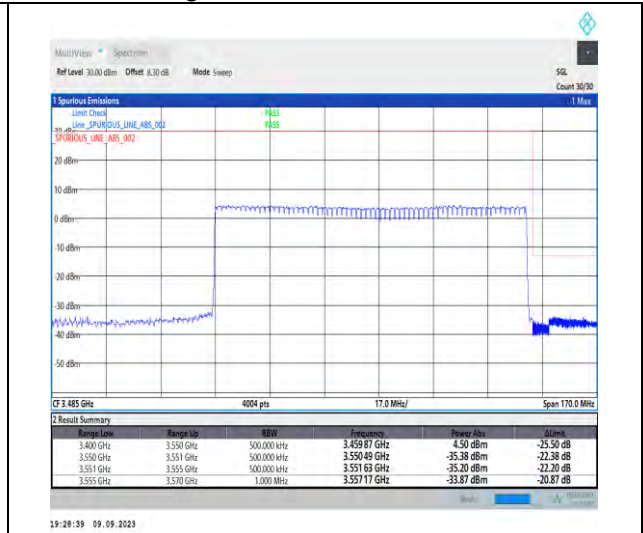 MultiView Spectrum
Ref Level 30.00 dBm Offset 8.30 dB Mode Sweep SGL
Count 30/30
1 Spurious Emissions 1 Max
Limit Check PASS
Line _SPURIOUS_LINE_ABS_002 PASS
SPURIOUS_LINE_ABS_002
20 dBm
10 dBm
0 dBm
-10 dBm
-20 dBm
-30 dBm
-40 dBm
-50 dBm
CF 3.485 GHz 4004 pts 17.0 MHz/ Span 170.0 MHz
2 Result Summary
Range Low Range Up RBW Frequency Power Abs ΔLimit
3.400 GHz 3.550 GHz 500.000 kHz 3.459 87 GHz 4.50 dBm -25.50 dB
3.550 GHz 3.551 GHz 500.000 kHz 3.550 49 GHz -35.38 dBm -22.38 dB
3.551 GHz 3.555 GHz 500.000 kHz 3.551 63 GHz -35.20 dBm -22.20 dB
3.555 GHz 3.570 GHz 1.000 MHz 3.557 17 GHz -33.87 dBm -20.87 dB
19:28:39 09.09.2023